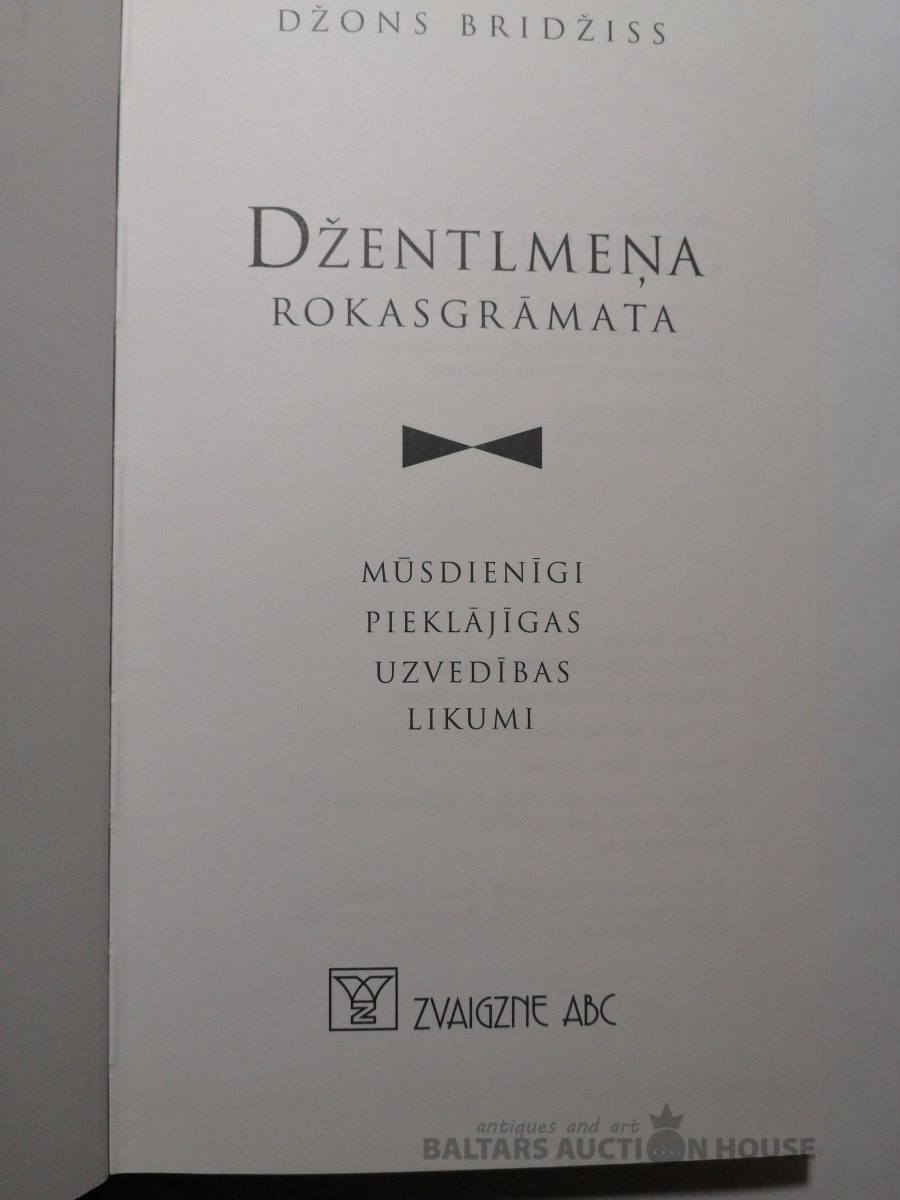 DŽONS BRIDŽISS
DŽENTLMEŅA
ROKASGRĀMATA
MŪSDIENĪGI
PIEKLĀJĪGAS
UZVEDĪBAS
LIKUMI
ZVAIGZNE ABC
antiques and art
BALTARS AUCTION HOUSE